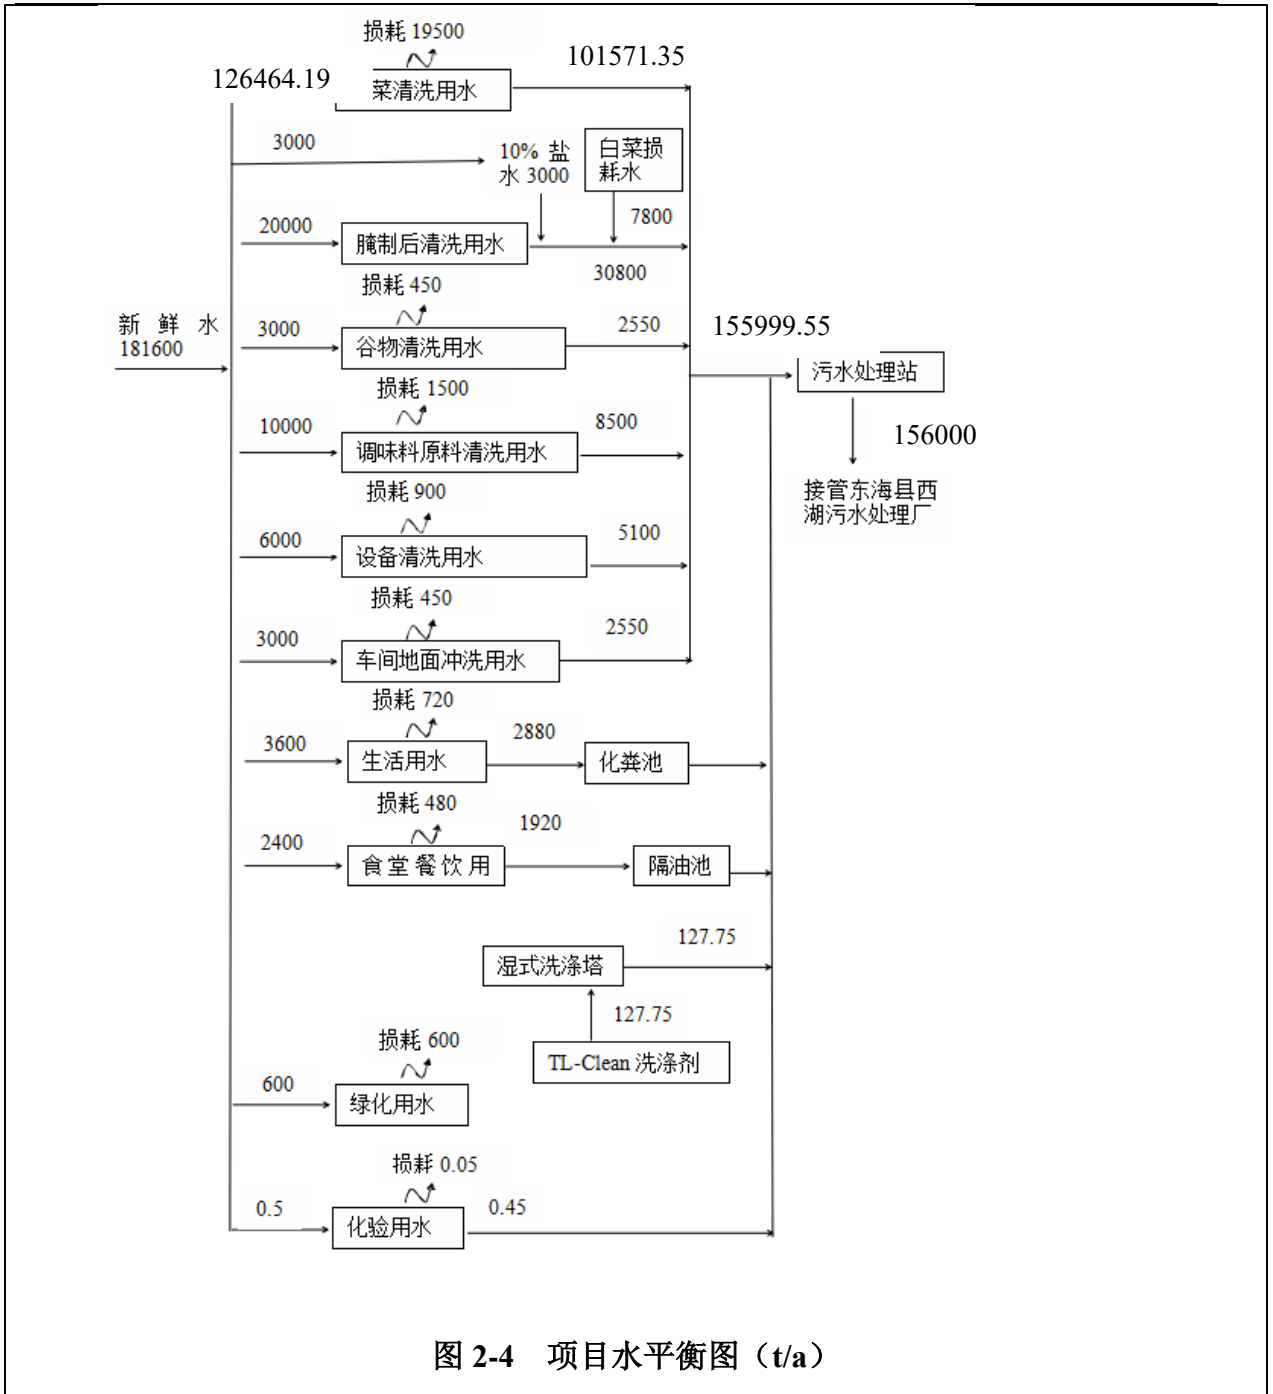 损耗 19500
101571.35
126464.19
菜清洗用水
3000
10% 盐
水 3000
白菜损
耗水
20000
腌制后清洗用水
7800
30800
损耗 450
新 鲜 水
181600
3000
谷物清洗用水
2550
155999.55
污水处理站
损耗 1500
10000
调味料原料清洗用水
8500
156000
接管东海县西
湖污水处理厂
损耗 900
6000
设备清洗用水
5100
损耗 450
3000
车间地面冲洗用水
2550
损耗 720
3600
生活用水
2880
化粪池
损耗 480
2400
食 堂 餐 饮 用
1920
隔油池
湿式洗涤塔
127.75
127.75
TL-Clean 洗涤剂
损耗 600
600
绿化用水
损耗 0.05
0.5
化验用水
0.45
图 2-4 项目水平衡图（t/a）